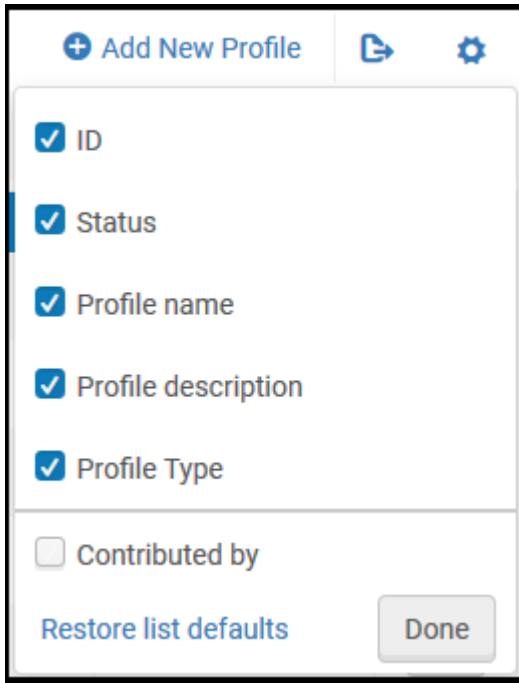 Add New Profile
ID
Status
Profile name
Profile description
Profile Type
Contributed by
Restore list defaults Done